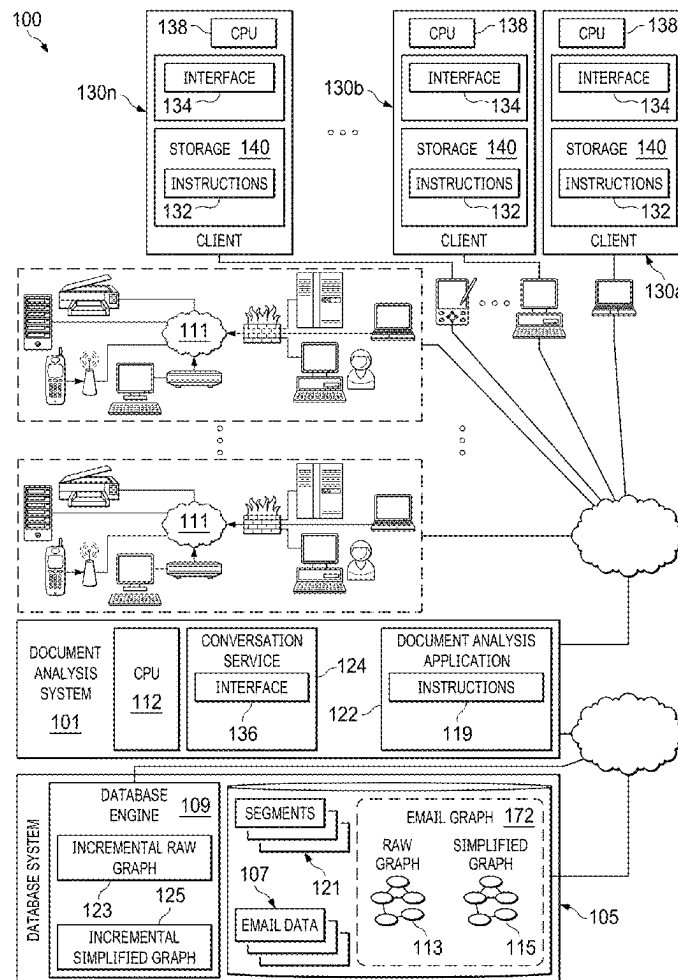 100
138
CPU
138
CPU
138
CPU
130n
INTERFACE
134
130b
INTERFACE
134
INTERFACE
134
STORAGE 140
INSTRUCTIONS
132
CLIENT
STORAGE 140
INSTRUCTIONS
132
CLIENT
STORAGE 140
INSTRUCTIONS
132
CLIENT
130a
111
111
DOCUMENT
ANALYSIS
SYSTEM
101
CPU
112
CONVERSATION
SERVICE
INTERFACE
136
124
122
DOCUMENT ANALYSIS
APPLICATION
INSTRUCTIONS
119
DATABASE SYSTEM
DATABASE
ENGINE
109
INCREMENTAL RAW
GRAPH
123
125
INCREMENTAL
SIMPLIFIED GRAPH
SEGMENTS
121
107
EMAIL DATA
EMAIL GRAPH 172
RAW
GRAPH
113
SIMPLIFIED
GRAPH
115
105